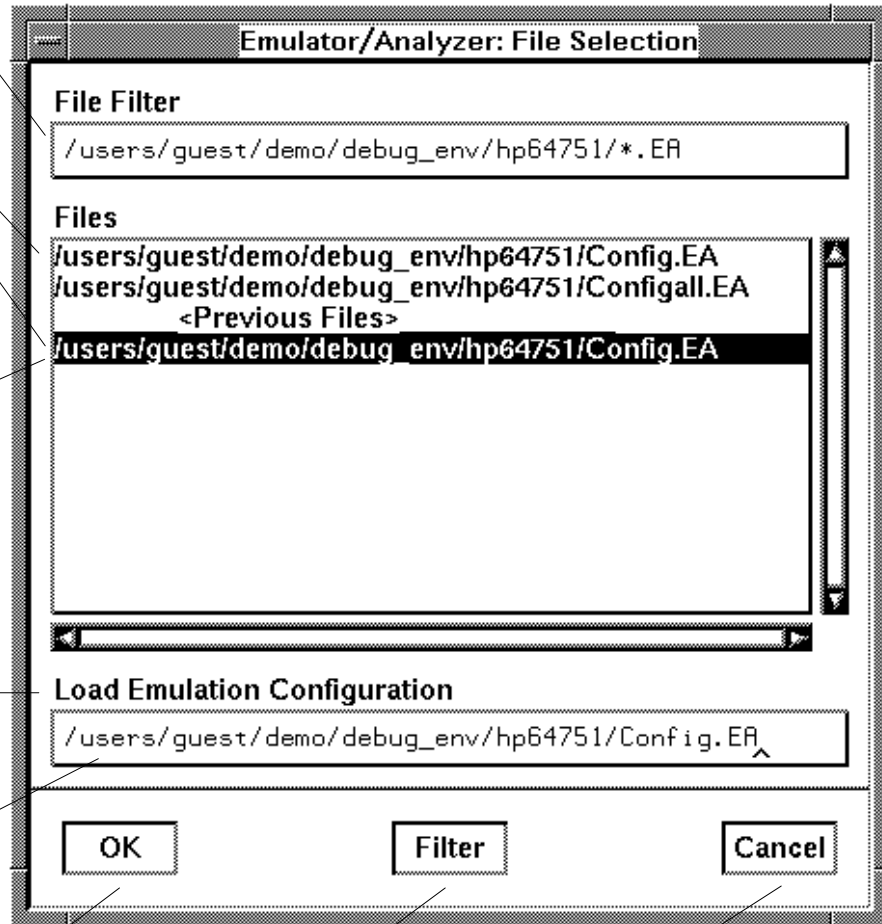 Emulator/Analyzer: File Selection
File Filter
/users/guest/demo/debug_env/hp64751/*.EA
Files
/users/guest/demo/debug_env/hp64751/Config.EA
/users/guest/demo/debug_env/hp64751/Configall.EA
<Previous Files>
/users/guest/demo/debug_env/hp64751/Config.EA
Load Emulation Configuration
/users/guest/demo/debug_env/hp64751/Config.EA
OK Filter Cancel